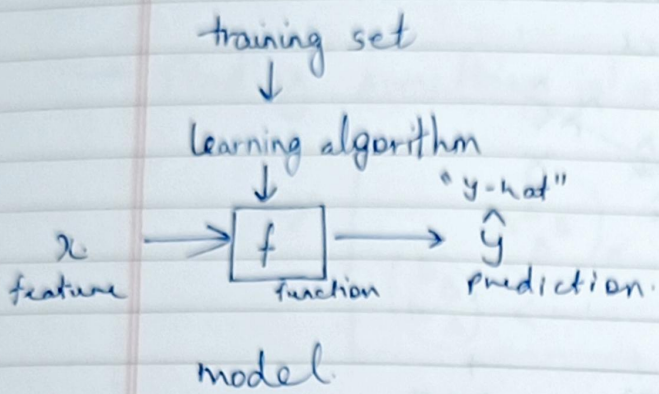 training set
↓
learning algorithm
↓
"y-hat"
x → f → ŷ
feature function prediction.
model.